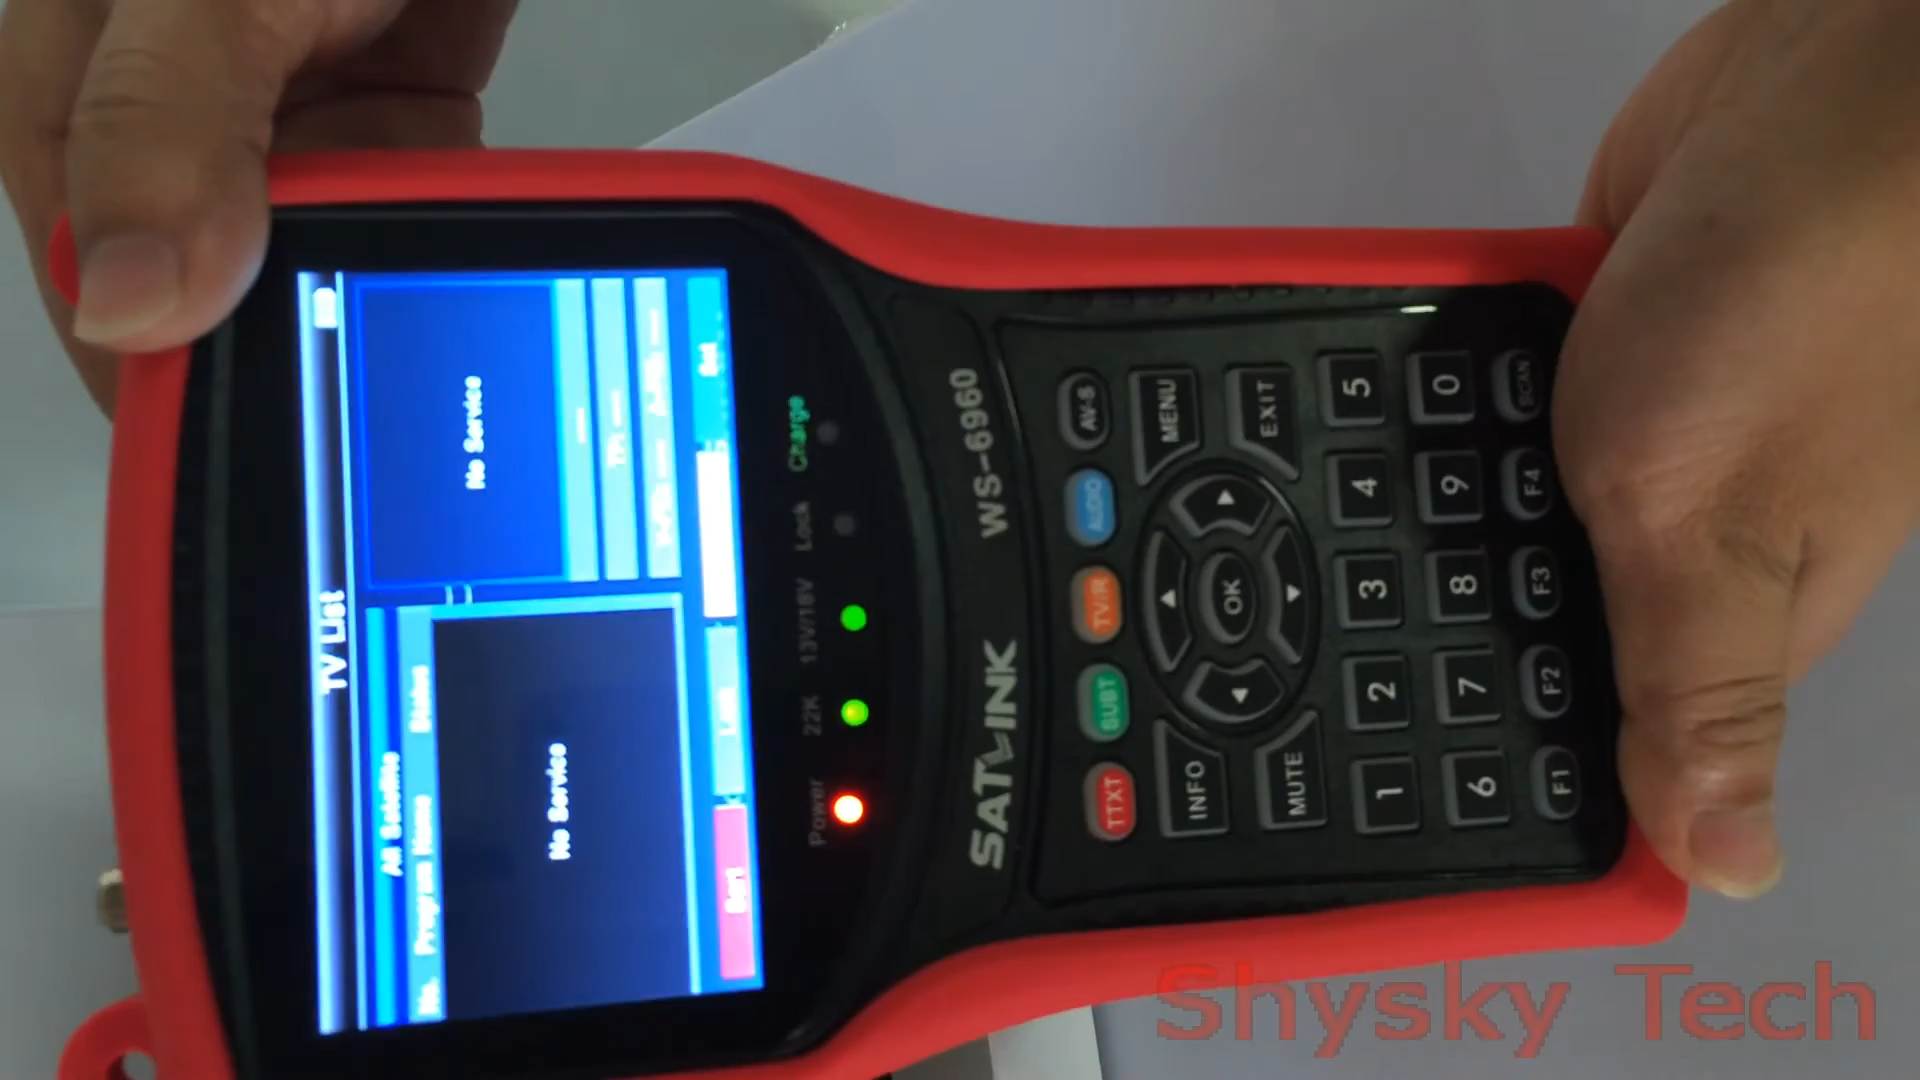 TV List
All Satellite
No. Program Name Status
No Service
No Service
Sort
Lock
Power
22K
13V/18V
Lock
Charge
SATLINK
WS-6960
TTXT SUBT TV/R AUDIO AV-S
INFO MENU
OK
MUTE EXIT
1 2 3 4 5
6 7 8 9 0
F1 F2 F3 F4 SCAN
Shysky Tech